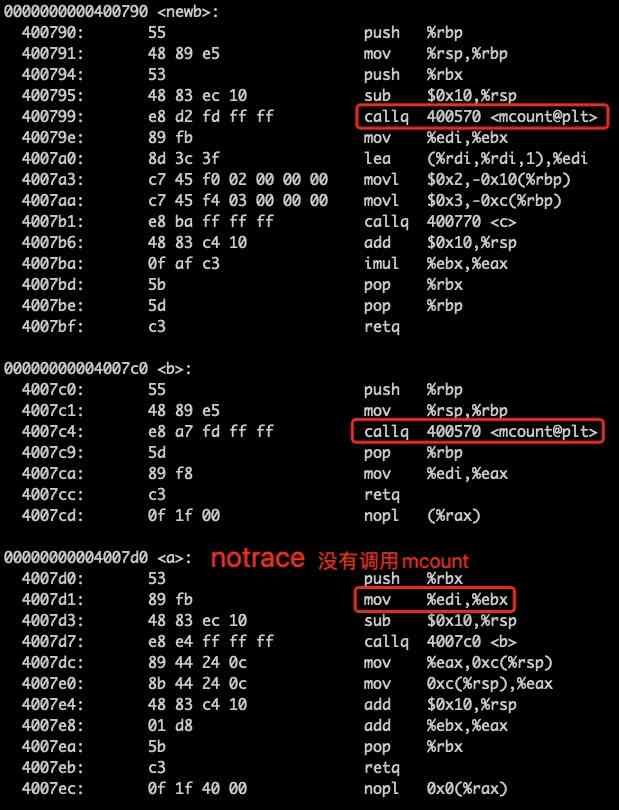 0000000000400790 <newb>:
  400790:	55	push   %rbp
  400791:	48 89 e5	mov    %rsp,%rbp
  400794:	53	push   %rbx
  400795:	48 83 ec 10	sub    $0x10,%rsp
  400799:	e8 d2 fd ff ff	callq  400570 <mcount@plt>
  40079e:	89 fb	mov    %edi,%ebx
  4007a0:	8d 3c 3f	lea    (%rdi,%rdi,1),%edi
  4007a3:	c7 45 f0 02 00 00 00	movl   $0x2,-0x10(%rbp)
  4007aa:	c7 45 f4 03 00 00 00	movl   $0x3,-0xc(%rbp)
  4007b1:	e8 ba ff ff ff	callq  400770 <c>
  4007b6:	48 83 c4 10	add    $0x10,%rsp
  4007ba:	0f af c3	imul   %ebx,%eax
  4007bd:	5b	pop    %rbx
  4007be:	5d	pop    %rbp
  4007bf:	c3	retq
00000000004007c0 <b>:
  4007c0:	55	push   %rbp
  4007c1:	48 89 e5	mov    %rsp,%rbp
  4007c4:	e8 a7 fd ff ff	callq  400570 <mcount@plt>
  4007c9:	5d	pop    %rbp
  4007ca:	89 f8	mov    %edi,%eax
  4007cc:	c3	retq
  4007cd:	0f 1f 00	nopl   (%rax)
00000000004007d0 <a>: notrace 没有调用mcount
  4007d0:	53	push   %rbx
  4007d1:	89 fb	mov    %edi,%ebx
  4007d3:	48 83 ec 10	sub    $0x10,%rsp
  4007d7:	e8 e4 ff ff ff	callq  4007c0 <b>
  4007dc:	89 44 24 0c	mov    %eax,0xc(%rsp)
  4007e0:	8b 44 24 0c	mov    0xc(%rsp),%eax
  4007e4:	48 83 c4 10	add    $0x10,%rsp
  4007e8:	01 d8	add    %ebx,%eax
  4007ea:	5b	pop    %rbx
  4007eb:	c3	retq
  4007ec:	0f 1f 40 00	nopl   0x0(%rax)